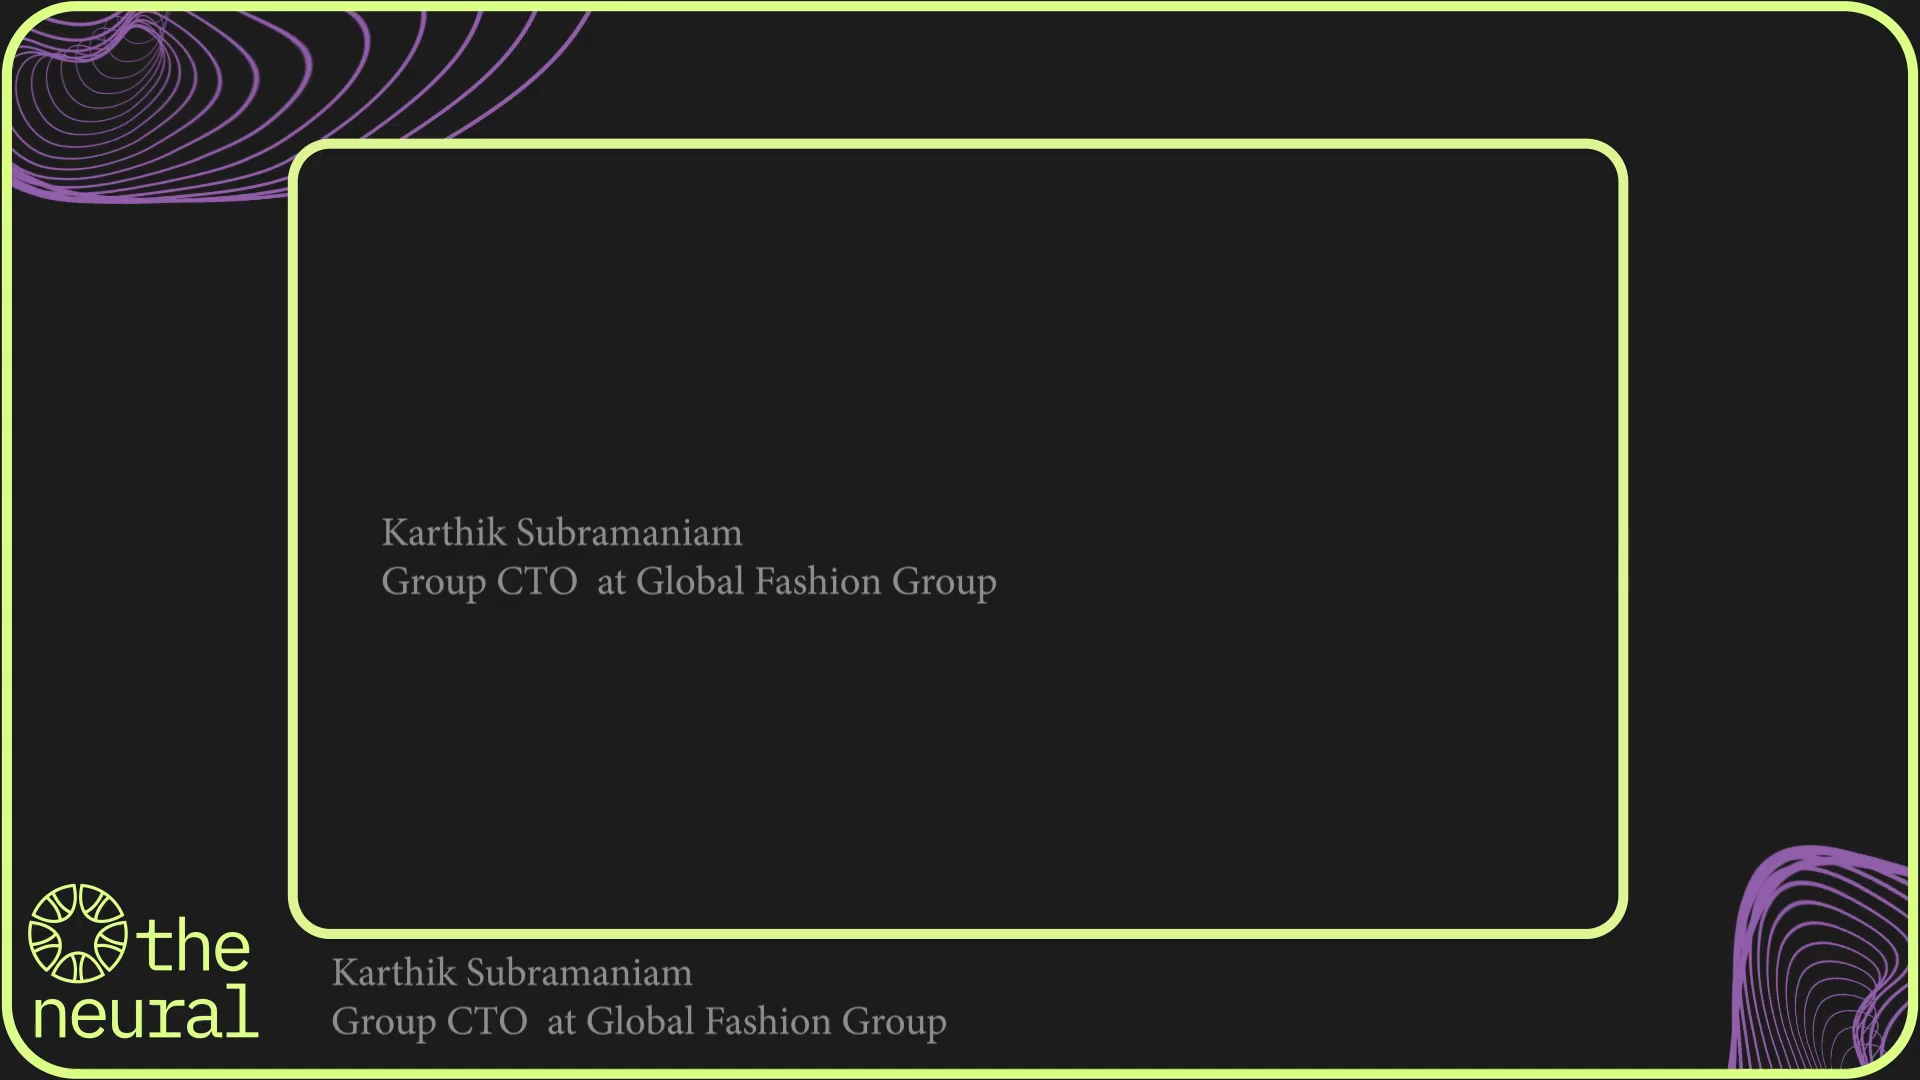 Karthik Subramaniam
Group CTO  at Global Fashion Group
the
neural
Karthik Subramaniam
Group CTO  at Global Fashion Group